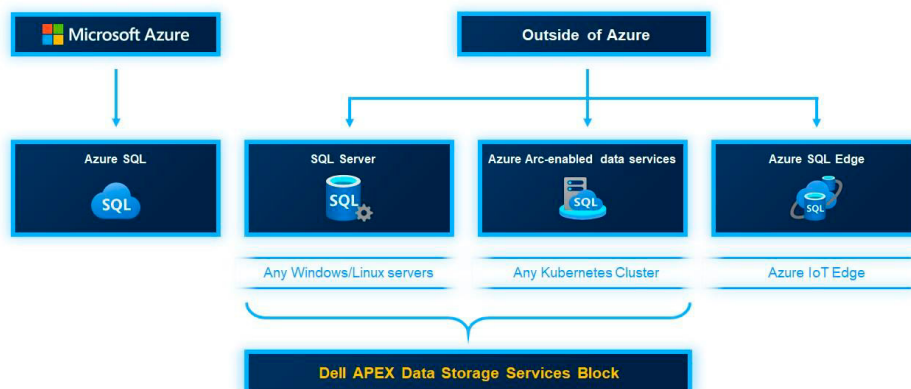 Microsoft Azure
Outside of Azure
Azure SQL
SQL
SQL Server
SQL
Azure Arc-enabled data services
SQL
Azure SQL Edge
SQL
Any Windows/Linux servers
Any Kubernetes Cluster
Azure IoT Edge
Dell APEX Data Storage Services Block